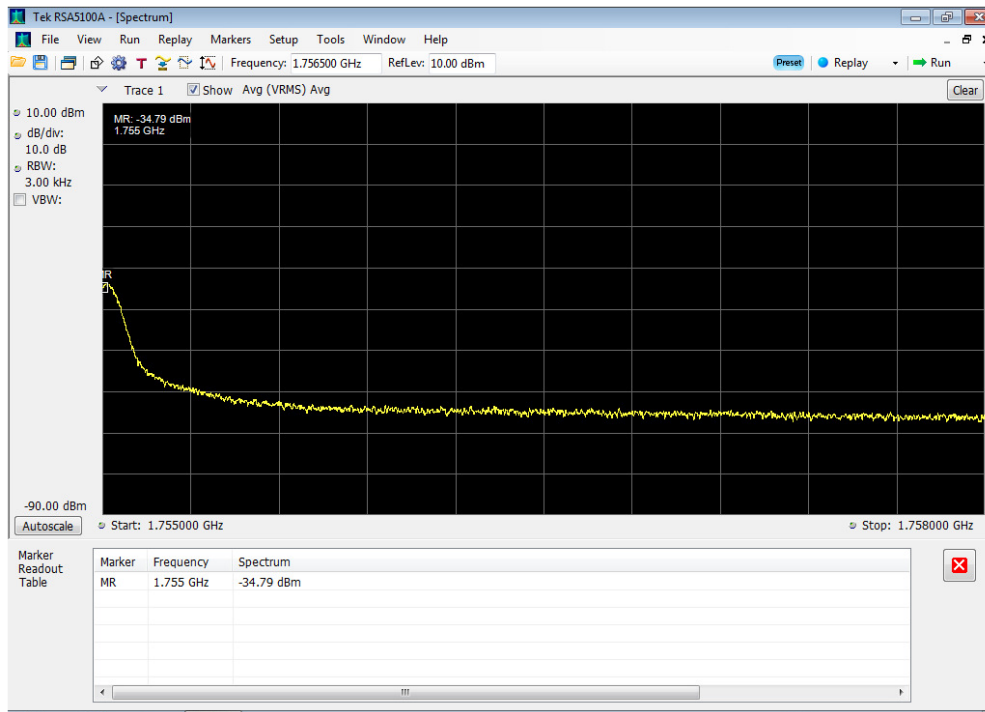 Tek RSA5100A - [Spectrum]
File View Run Replay Markers Setup Tools Window Help
T Frequency: 1.756500 GHz RefLev: 10.00 dBm Preset Replay Run
Trace 1 Show Avg (VRMS) Avg Clear
10.00 dBm
dB/div:
10.0 dB
RBW:
3.00 kHz
VBW:
MR: -34.79 dBm
1.755 GHz
MR
-90.00 dBm
Autoscale Start: 1.755000 GHz Stop: 1.758000 GHz
Marker
Readout
Table
Marker Frequency Spectrum
MR 1.755 GHz -34.79 dBm